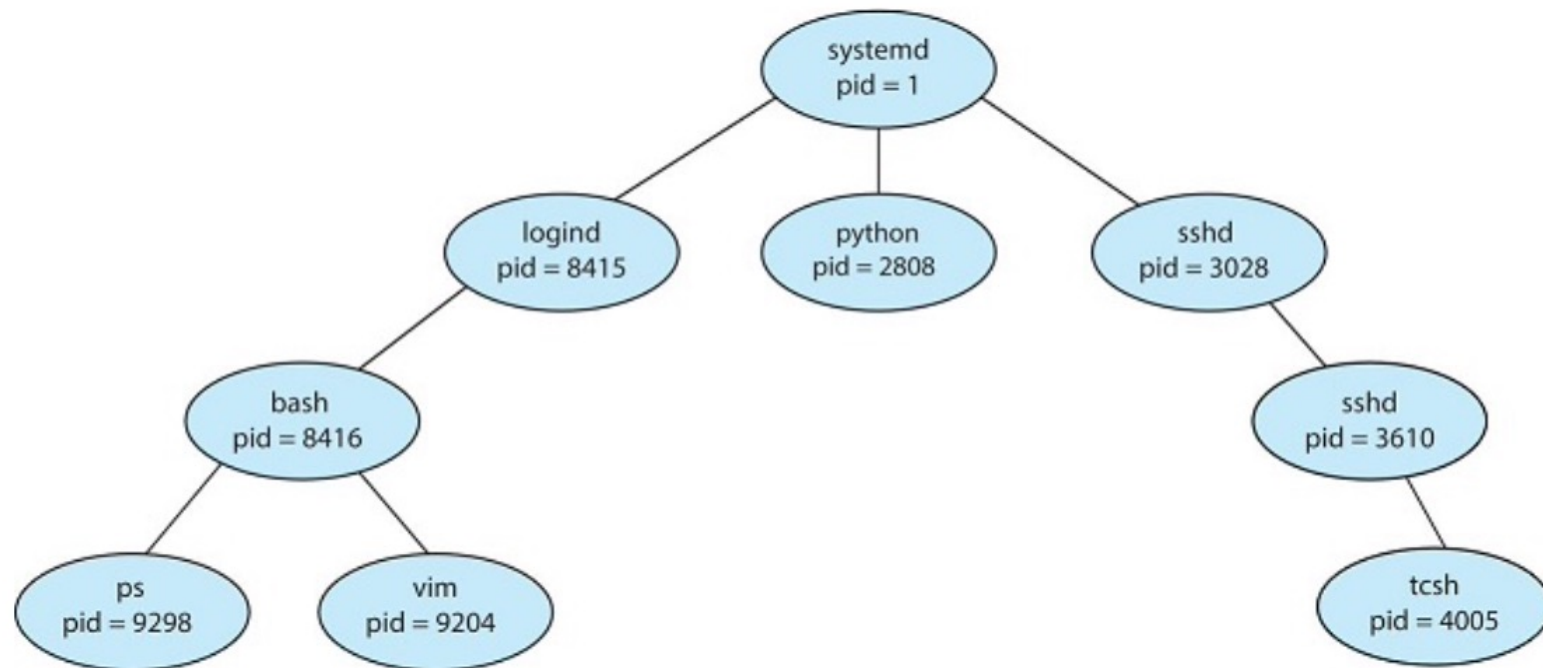 systemd
pid = 1
logind
pid = 8415
python
pid = 2808
sshd
pid = 3028
bash
pid = 8416
sshd
pid = 3610
ps
pid = 9298
vim
pid = 9204
tcsh
pid = 4005